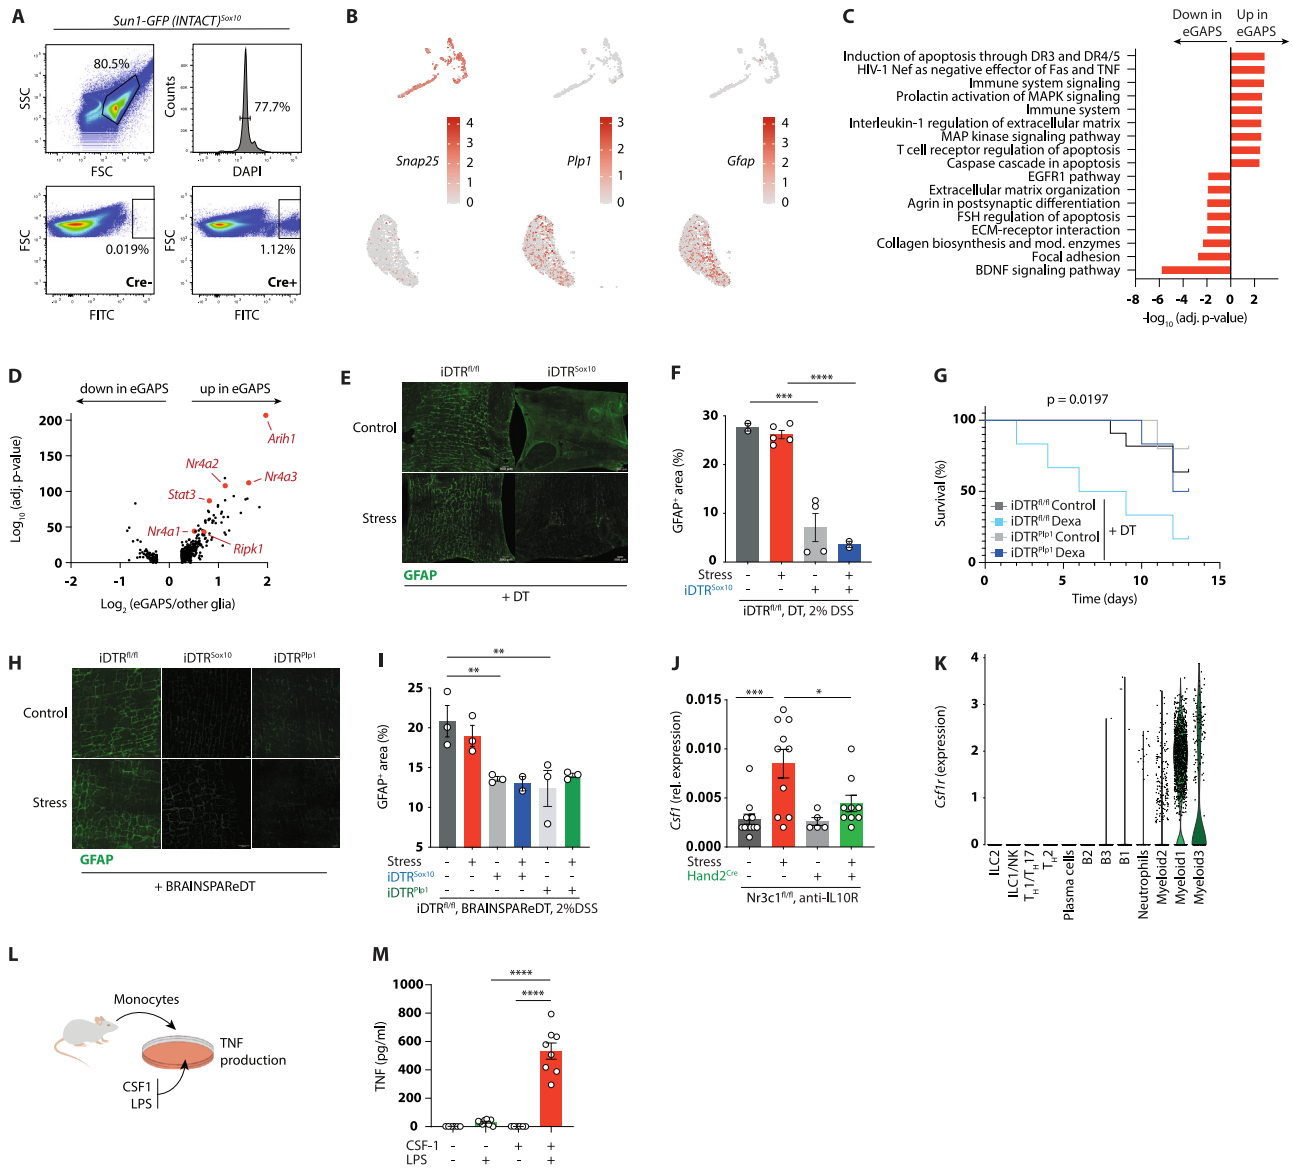 A
Sun1-GFP (INTACT)Sox10
80.5%
SSC
FSC
Counts
77.7%
DAPI
FSC
0.019%
Cre-
FITC
FSC
1.12%
Cre+
FITC
B
Snap25
4
3
2
1
0
Plp1
3
2
1
0
Gfap
4
3
2
1
0
C
Down in eGAPS
Up in eGAPS
Induction of apoptosis through DR3 and DR4/5
HIV-1 Nef as negative effector of Fas and TNF
Immune system signaling
Prolactin activation of MAPK signaling
Immune system
Interleukin-1 regulation of extracellular matrix
MAP kinase signaling pathway
T cell receptor regulation of apoptosis
Caspase cascade in apoptosis
EGFR1 pathway
Extracellular matrix organization
Agrin in postsynaptic differentiation
FSH regulation of apoptosis
ECM-receptor interaction
Collagen biosynthesis and mod. enzymes
Focal adhesion
BDNF signaling pathway
-8 -6 -4 -2 0 2
-log10 (adj. p-value)
D
down in eGAPS
up in eGAPS
200
150
100
50
0
Log10 (adj. p-value)
Arih1
Nr4a2
Nr4a3
Stat3
Nr4a1
Ripk1
-2 -1 0 1 2
Log2 (eGAPS/other glia)
E
iDTRfl/fl
iDTRSox10
Control
Stress
GFAP
+ DT
F
****
***
30
20
10
0
GFAP+ area (%)
Stress - + - +
iDTRSox10 - - + +
iDTRfl/fl, DT, 2% DSS
G
p = 0.0197
100
50
0
Survival (%)
iDTRfl/fl Control
iDTRfl/fl Dexa
iDTRPlp1 Control
iDTRPlp1 Dexa
+ DT
0 5 10 15
Time (days)
H
iDTRfl/fl
iDTRSox10
iDTRPlp1
Control
Stress
GFAP
+ BRAINSPAReDT
I
**
**
25
20
15
10
5
GFAP+ area (%)
Stress - + - + - +
iDTRSox10 - - + +
iDTRPlp1 - - + +
iDTRfl/fl, BRAINSPAReDT, 2%DSS
J
***
*
0.015
0.010
0.005
0.000
Csf1 (rel. expression)
Stress - + - +
Hand2Cre - - + +
Nr3c1fl/fl, anti-IL10R
K
4
3
2
1
0
Csf1r (expression)
ILC2
ILC1/NK
TH1/TH17
TH2
Plasma cells
B2
B3
B1
Neutrophils
Myeloid2
Myeloid1
Myeloid3
L
Monocytes
TNF production
CSF1
LPS
M
****
****
1000
800
600
400
200
0
TNF (pg/ml)
CSF-1 - - + +
LPS - + - +